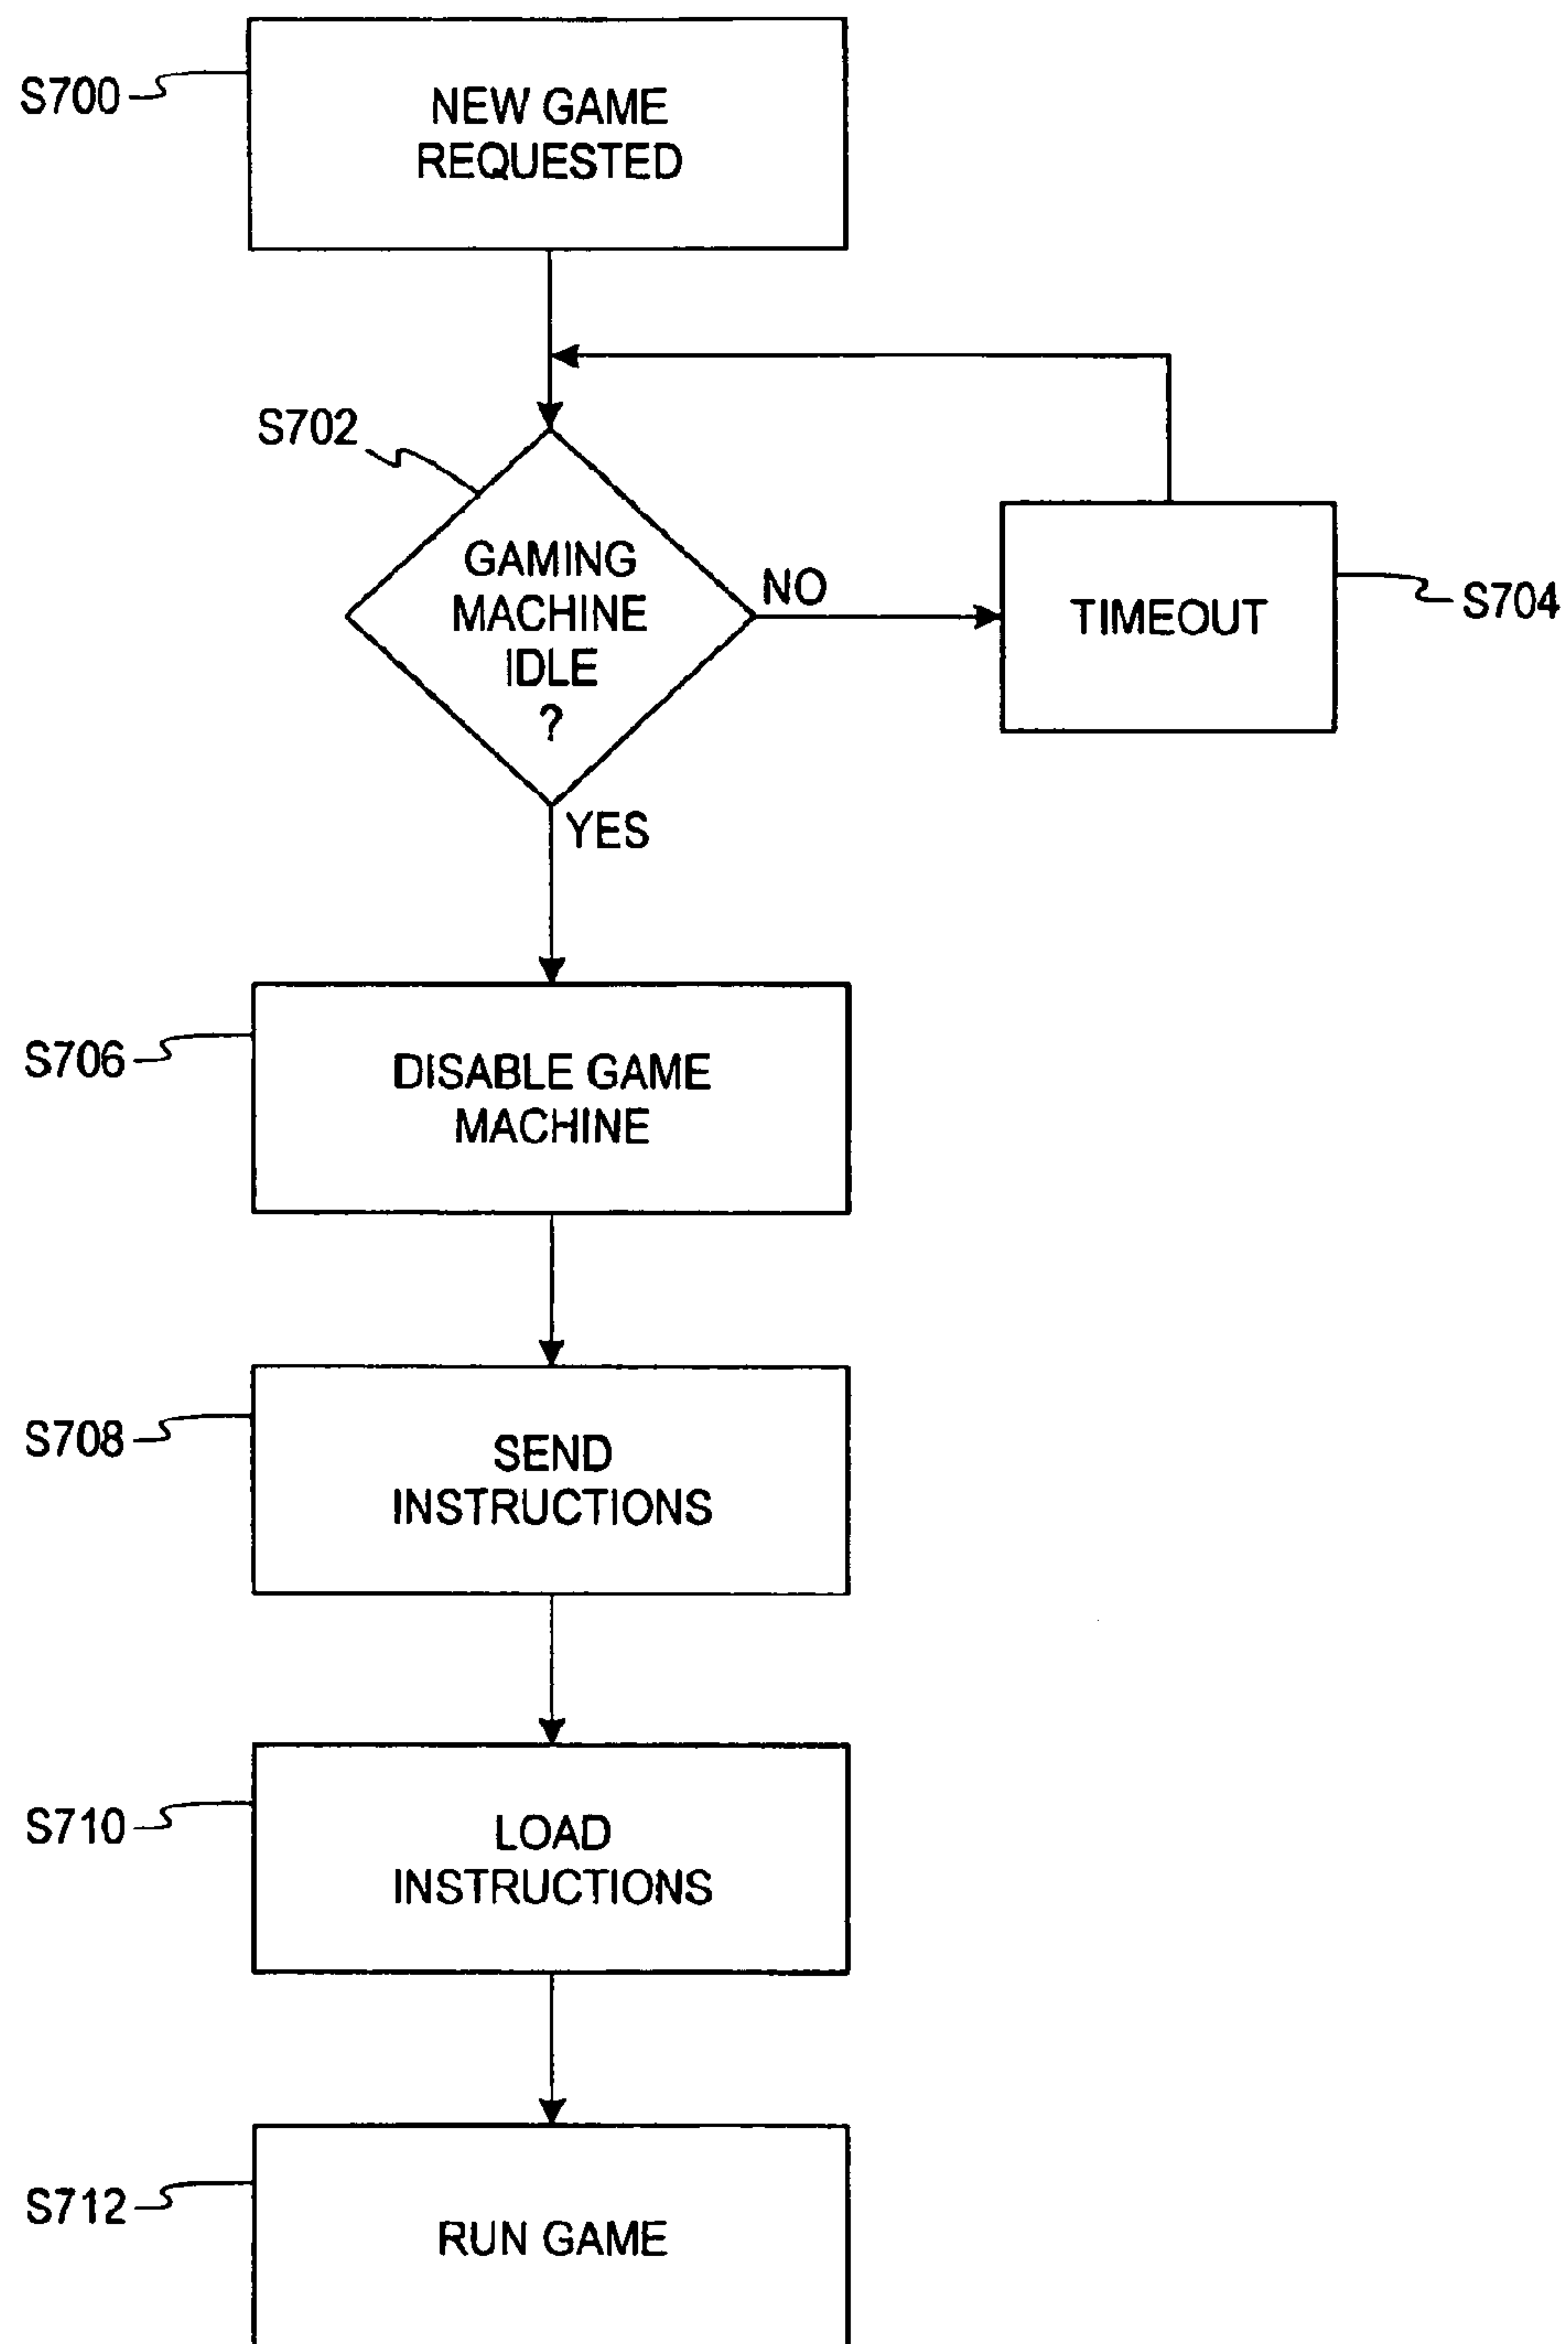 S700
NEW GAME
REQUESTED
S702
GAMING
MACHINE
IDLE
?
NO
TIMEOUT
S704
YES
S706
DISABLE GAME
MACHINE
S708
SEND
INSTRUCTIONS
S710
LOAD
INSTRUCTIONS
S712
RUN GAME